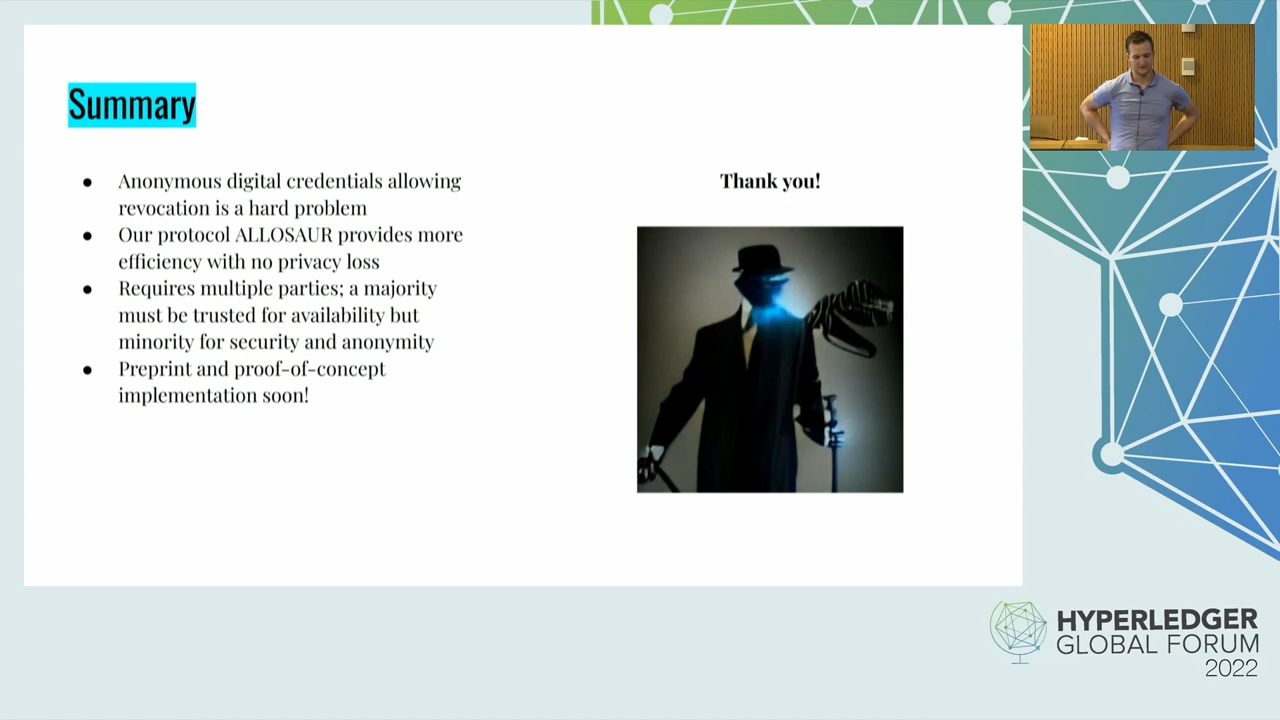 Summary
● Anonymous digital credentials allowing
revocation is a hard problem
● Our protocol ALLOSAUR provides more
efficiency with no privacy loss
● Requires multiple parties; a majority
must be trusted for availability but
minority for security and anonymity
● Preprint and proof-of-concept
implementation soon!
Thank you!
HYPERLEDGER
GLOBAL FORUM
2022